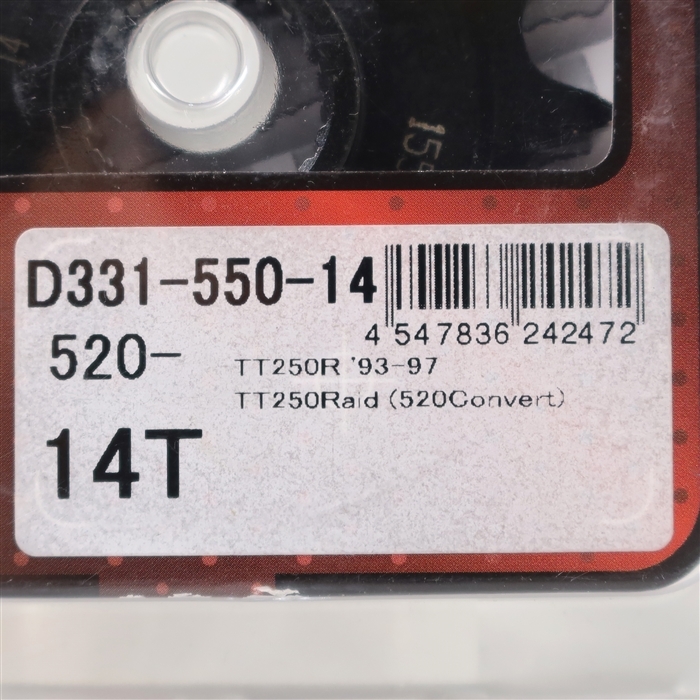 D331-550-14
4 547836 242472
520-
TT250R '93-97
TT250Raid (520Convert)
14T